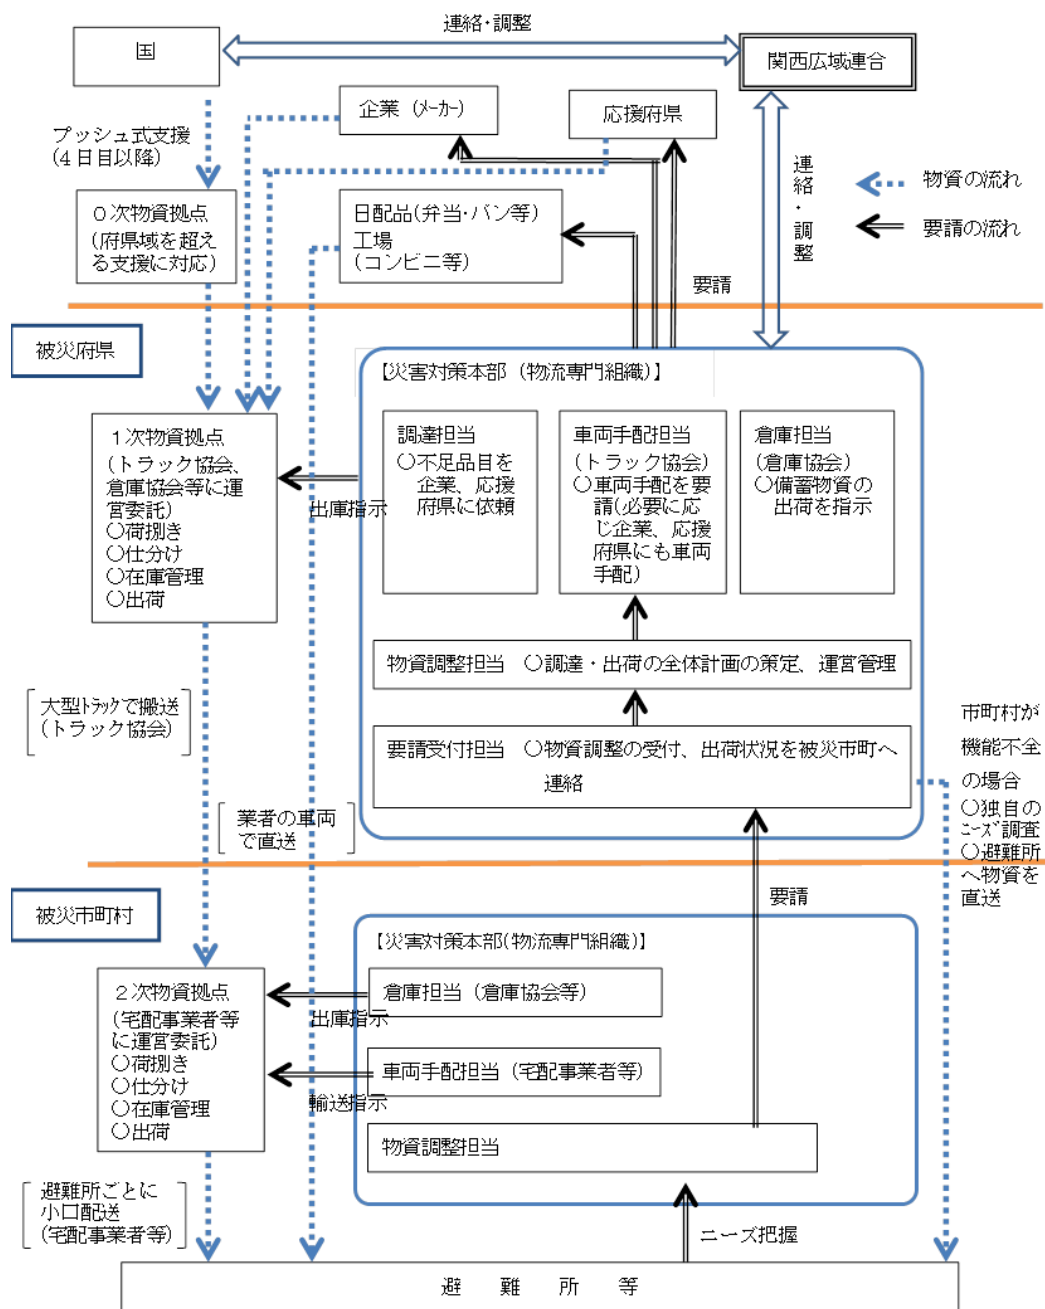 連絡・調整
国
関西広域連合
企業（メーカー）
応援府県
プッシュ式支援
(４日目以降)
連絡・調整
物資の流れ
要請の流れ
０次物資拠点
(府県域を超え
る支援に対応)
日配品(弁当・パン等)
工場
(コンビニ等)
要請
被災府県
【災害対策本部（物流専門組織)】
１次物資拠点
(トラック協会、
倉庫協会等に運
営委託)
〇荷捌き
〇仕分け
〇在庫管理
〇出荷
出庫指示
調達担当
〇不足品目を
企業、応援
府県に依頼
車両手配担当
(トラック協会)
〇車両手配を要
請(必要に応
じ企業、応援
府県にも車両
手配)
倉庫担当
(倉庫協会)
〇備蓄物資の
出荷を指示
物資調整担当　〇調達・出荷の全体計画の策定、運営管理
要請受付担当　〇物資調整の受付、出荷状況を被災市町へ
連絡
大型トラックで搬送
(トラック協会)
業者の車両
で直送
市町村が
機能不全
の場合
〇独自の
ニーズ調査
〇避難所
へ物資を
直送
被災市町村
要請
【災害対策本部(物流専門組織)】
２次物資拠点
(宅配事業者等
に運営委託)
〇荷捌き
〇仕分け
〇在庫管理
〇出荷
倉庫担当（倉庫協会等)
出庫指示
車両手配担当（宅配事業者等)
輸送指示
物資調整担当
避難所ごとに
小口配送
(宅配事業者等)
ニーズ把握
避難所等